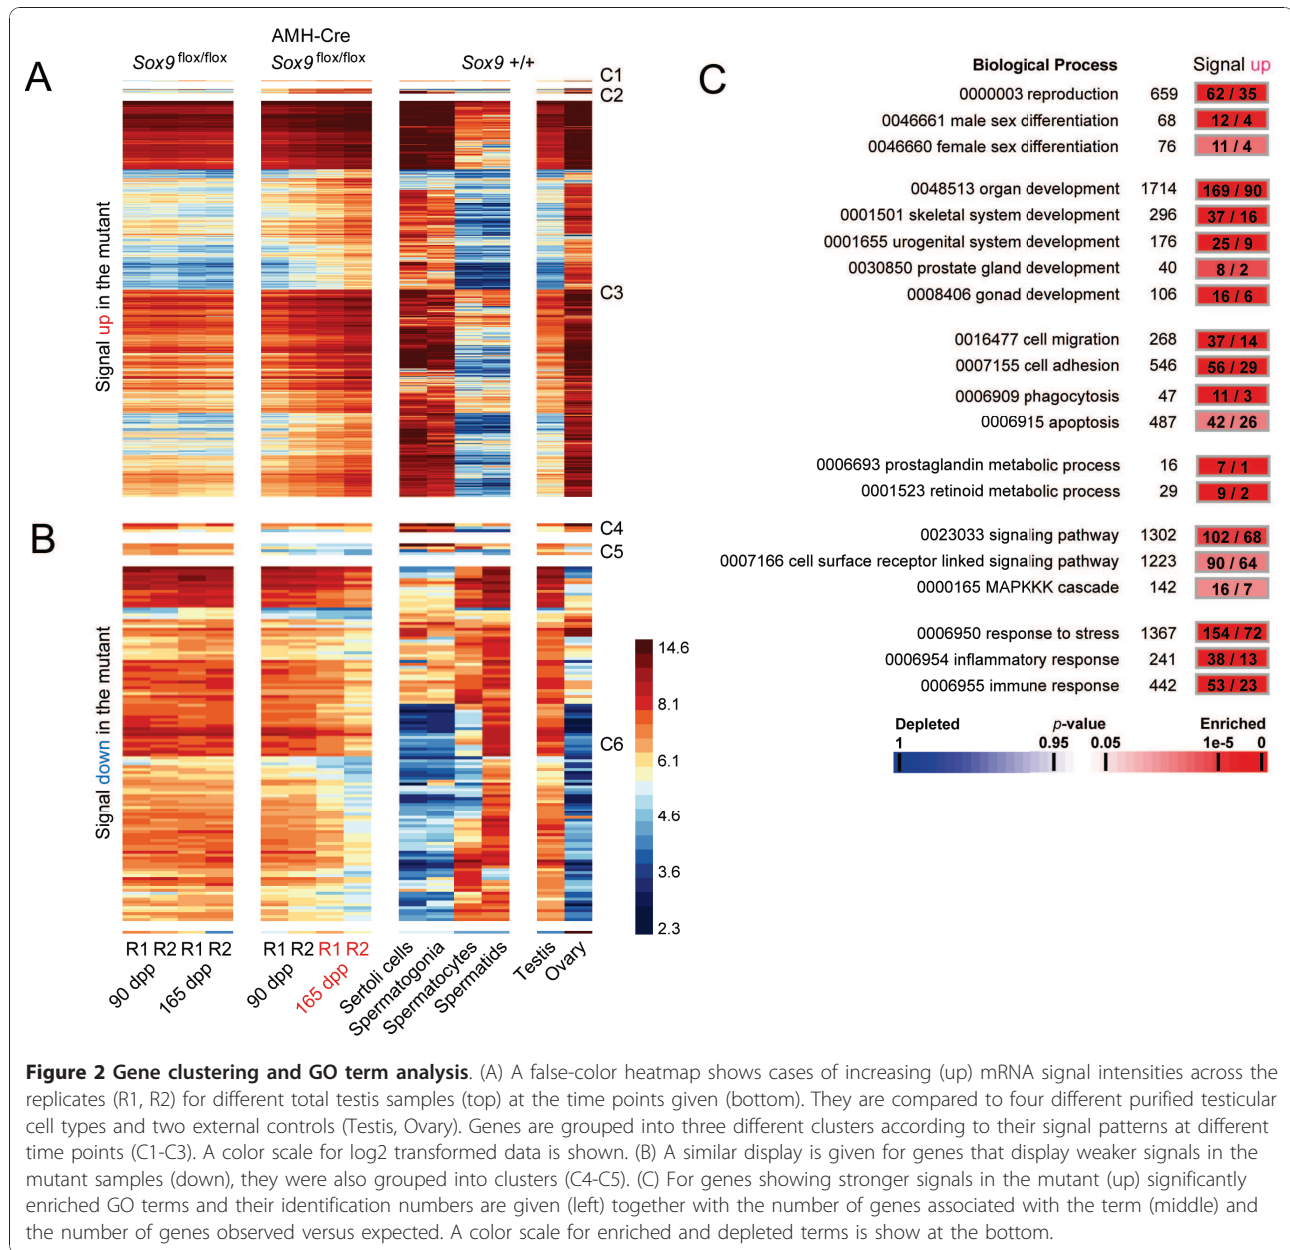 A
Sox9 flox/flox
AMH-Cre
Sox9 flox/flox
Sox9 +/+
C1
C2
C3
Signal up in the mutant
B
C4
C5
C6
Signal down in the mutant
14.6
8.1
6.1
4.6
3.6
2.3
R1 R2 R1 R2
90 dpp
165 dpp
R1 R2 R1 R2
90 dpp
165 dpp
Sertoli cells
Spermatogonia
Spermatocytes
Spermatids
Testis
Ovary
C
Biological Process Signal up
0000003 reproduction 659 62 / 35
0046661 male sex differentiation 68 12 / 4
0046660 female sex differentiation 76 11 / 4
0048513 organ development 1714 169 / 90
0001501 skeletal system development 296 37 / 16
0001655 urogenital system development 176 25 / 9
0030850 prostate gland development 40 8 / 2
0008406 gonad development 106 16 / 6
0016477 cell migration 268 37 / 14
0007155 cell adhesion 546 56 / 29
0006909 phagocytosis 47 11 / 3
0006915 apoptosis 487 42 / 26
0006693 prostaglandin metabolic process 16 7 / 1
0001523 retinoid metabolic process 29 9 / 2
0023033 signaling pathway 1302 102 / 68
0007166 cell surface receptor linked signaling pathway 1223 90 / 64
0000165 MAPKKK cascade 142 16 / 7
0006950 response to stress 1367 154 / 72
0006954 inflammatory response 241 38 / 13
0006955 immune response 442 53 / 23
Depleted p-value Enriched
1 0.95 0.05 1e-5 0
Figure 2 Gene clustering and GO term analysis. (A) A false-color heatmap shows cases of increasing (up) mRNA signal intensities across the
replicates (R1, R2) for different total testis samples (top) at the time points given (bottom). They are compared to four different purified testicular
cell types and two external controls (Testis, Ovary). Genes are grouped into three different clusters according to their signal patterns at different
time points (C1-C3). A color scale for log2 transformed data is shown. (B) A similar display is given for genes that display weaker signals in the
mutant samples (down), they were also grouped into clusters (C4-C5). (C) For genes showing stronger signals in the mutant (up) significantly
enriched GO terms and their identification numbers are given (left) together with the number of genes associated with the term (middle) and
the number of genes observed versus expected. A color scale for enriched and depleted terms is show at the bottom.